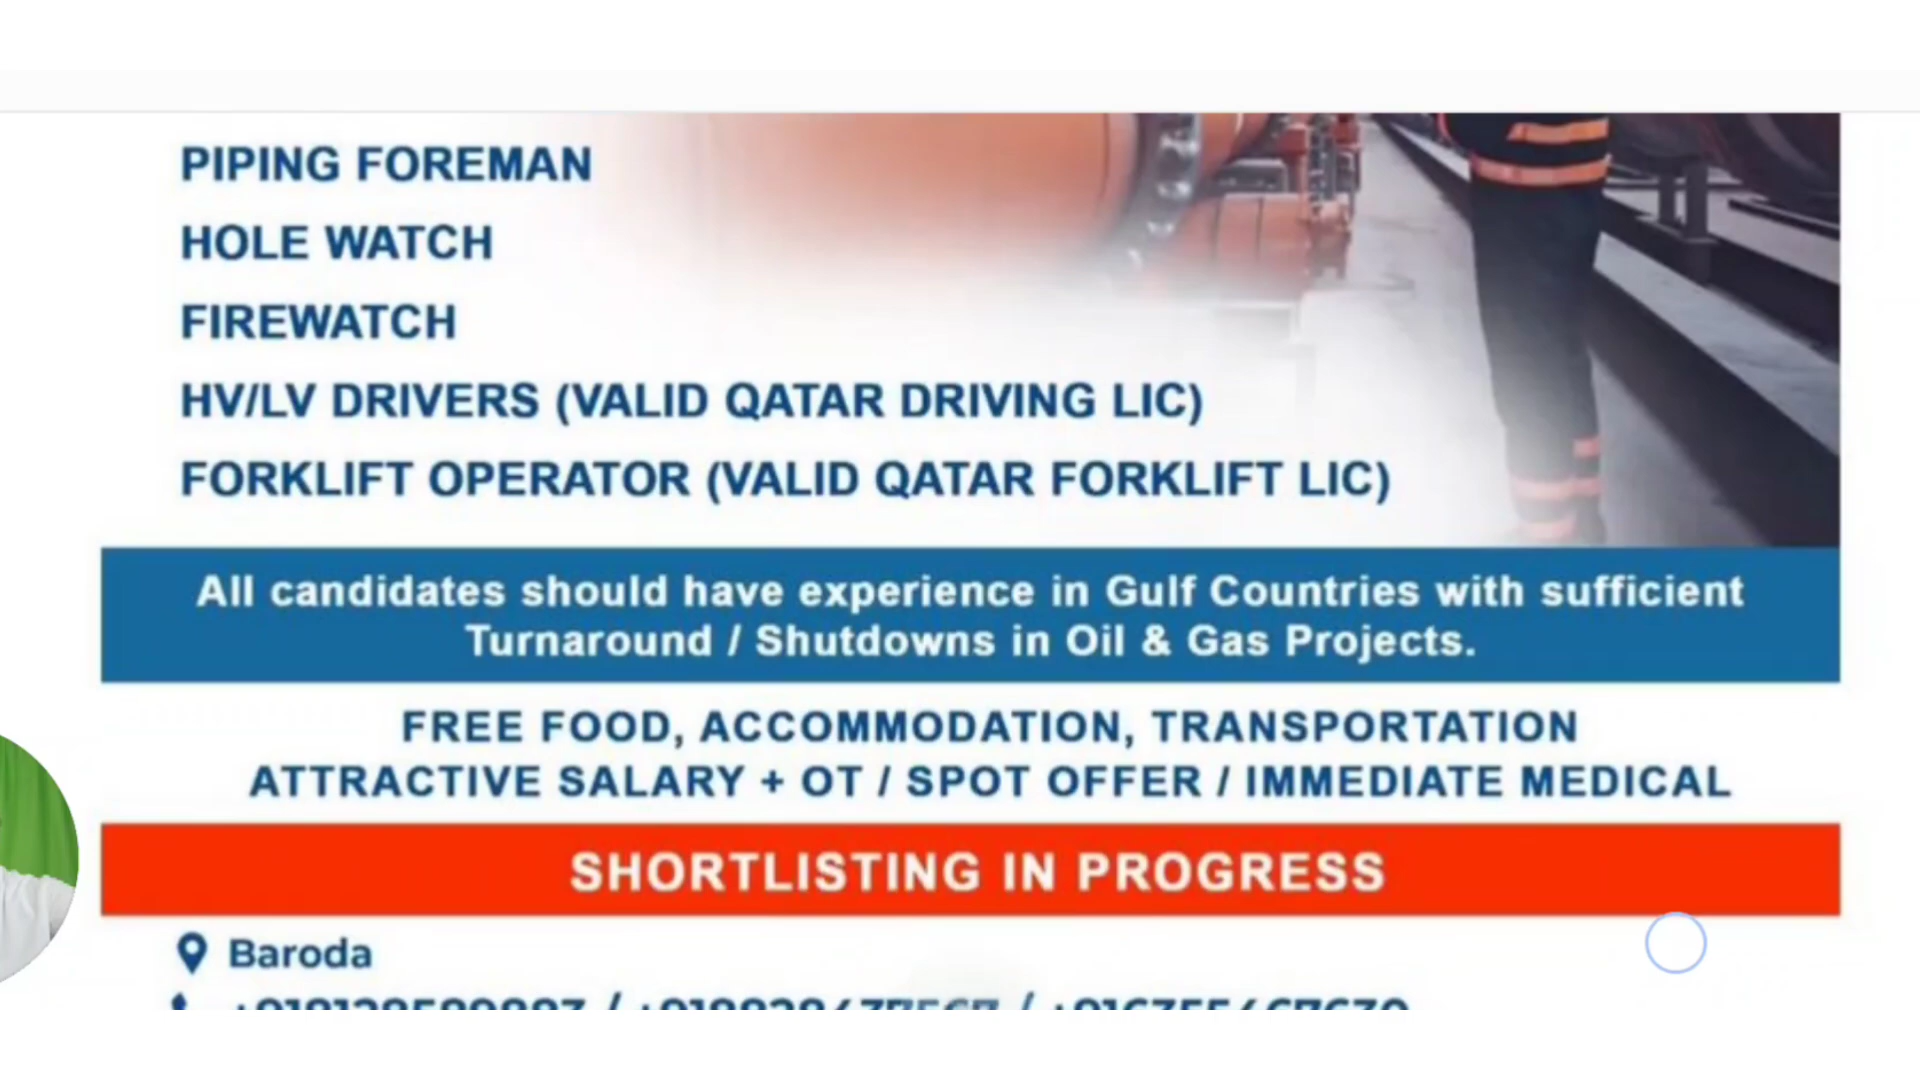 PIPING FOREMAN
HOLE WATCH
FIREWATCH
HV/LV DRIVERS (VALID QATAR DRIVING LIC)
FORKLIFT OPERATOR (VALID QATAR FORKLIFT LIC)
All candidates should have experience in Gulf Countries with sufficient
Turnaround / Shutdowns in Oil & Gas Projects.
FREE FOOD, ACCOMMODATION, TRANSPORTATION
ATTRACTIVE SALARY + OT / SPOT OFFER / IMMEDIATE MEDICAL
SHORTLISTING IN PROGRESS
Baroda